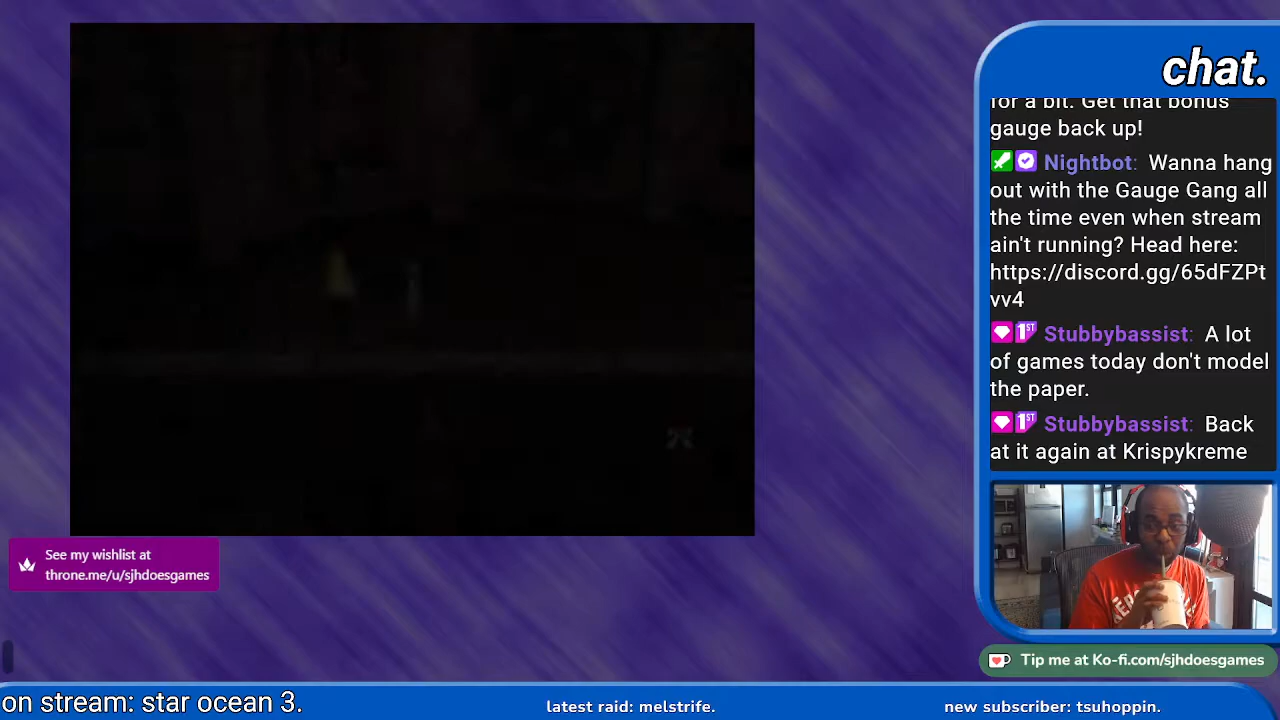 chat.
for a bit. Get that bonus
gauge back up!
Nightbot: Wanna hang
out with the Gauge Gang all
the time even when stream
ain't running? Head here:
https://discord.gg/65dFZPt
vv4
1ST Stubbybassist: A lot
of games today don't model
the paper.
1ST Stubbybassist: Back
at it again at Krispykreme
See my wishlist at
throne.me/u/sjhdoesgames
Tip me at Ko-fi.com/sjhdoesgames
on stream: star ocean 3.
latest raid: melstrife.
new subscriber: tsuhoppin.